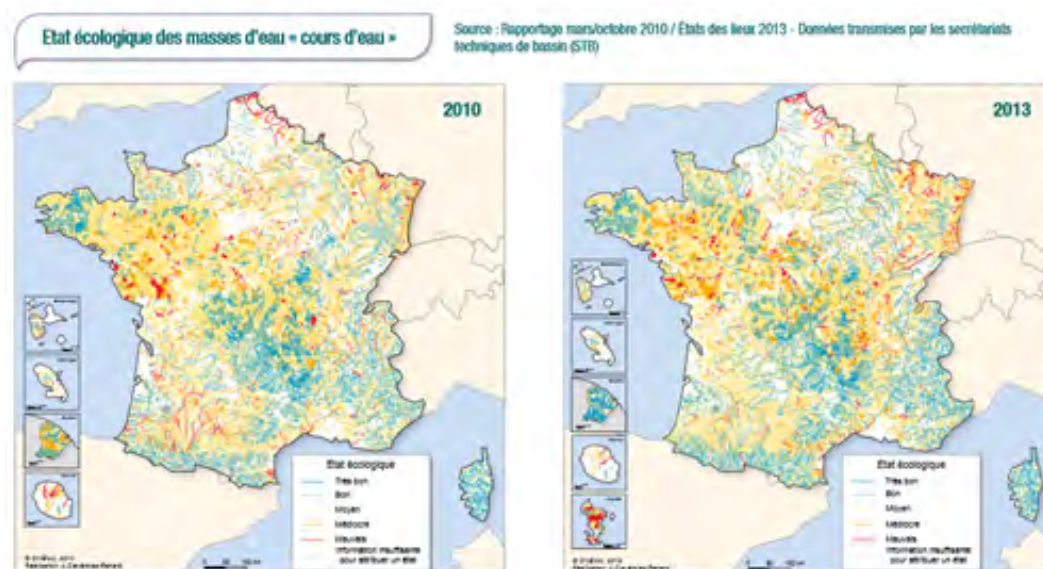 Etat écologique des masses d'eau « cours d'eau »
Source : Rapportage mars/octobre 2010 / États des lieux 2013 - Données transmises par les secrétariats
techniques de bassin (STB)
2010
Etat écologique
Très bon
Bon
Moyen
Médiocre
Mauvais
Information insuffisante
pour attribuer un état
2013
Etat écologique
Très bon
Bon
Moyen
Médiocre
Mauvais
Information insuffisante
pour attribuer un état